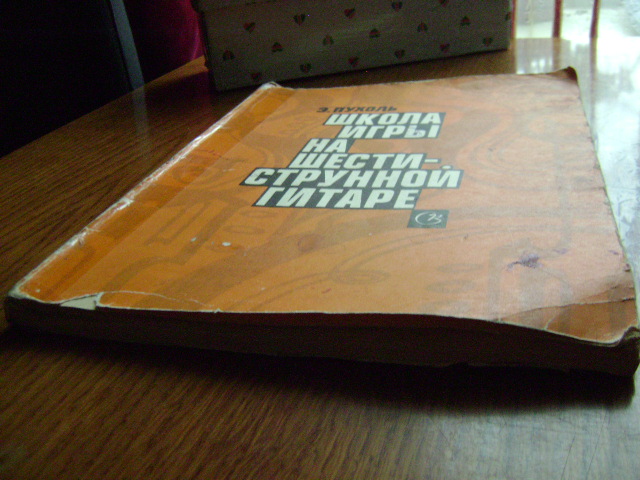 Э. ПУХОЛЬ
ШКОЛА
ИГРЫ
НА
ШЕСТИ-
СТРУННОЙ
ГИТАРЕ